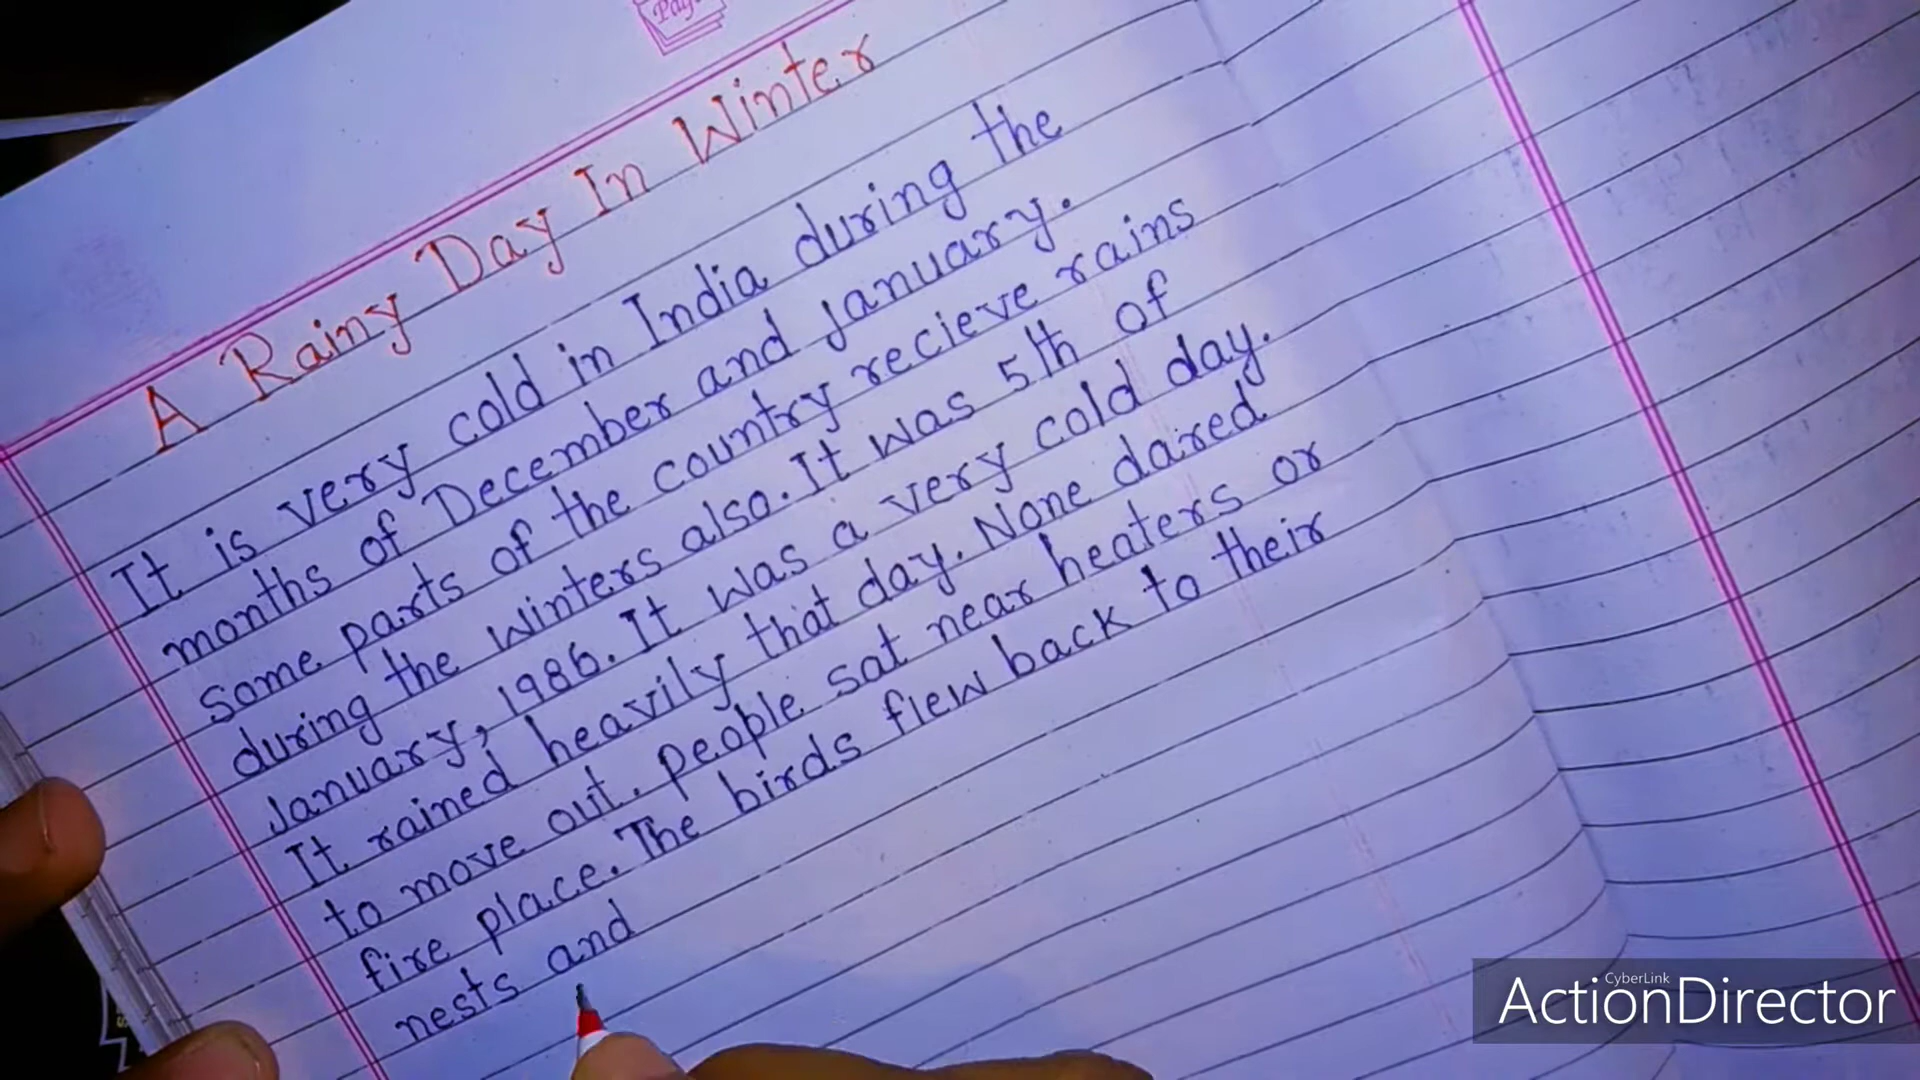 Page
A Rainy Day In Winter
It is very cold in India during the
months of December and January.
Some parts of the country recieve rains
during the winters also. It was 5th of
January, 1986. It was a very cold day.
It rained heavily that day. None dared
to move out. people sat near heaters or
fire place. The birds flew back to their
nests and
CyberLink
ActionDirector